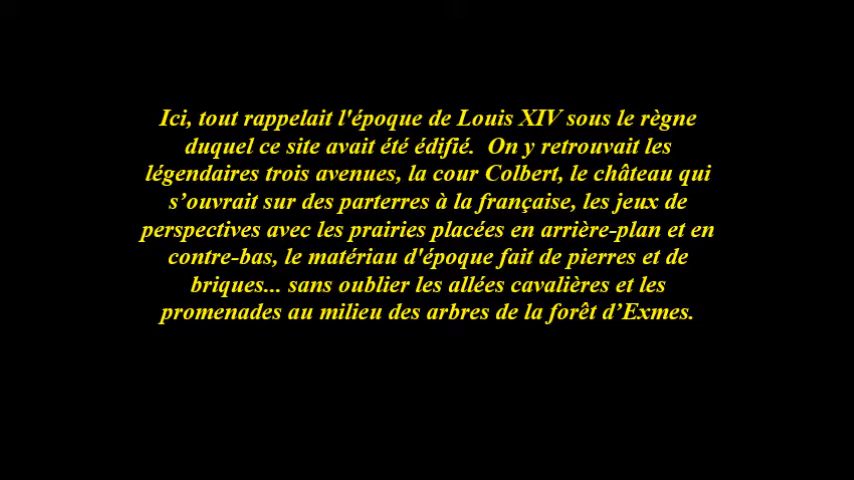 Ici, tout rappelait l'époque de Louis XIV sous le règne
duquel ce site avait été édifié.  On y retrouvait les
légendaires trois avenues, la cour Colbert, le château qui
s’ouvrait sur des parterres à la française, les jeux de
perspectives avec les prairies placées en arrière-plan et en
contre-bas, le matériau d'époque fait de pierres et de
briques... sans oublier les allées cavalières et les
promenades au milieu des arbres de la forêt d’Exmes.